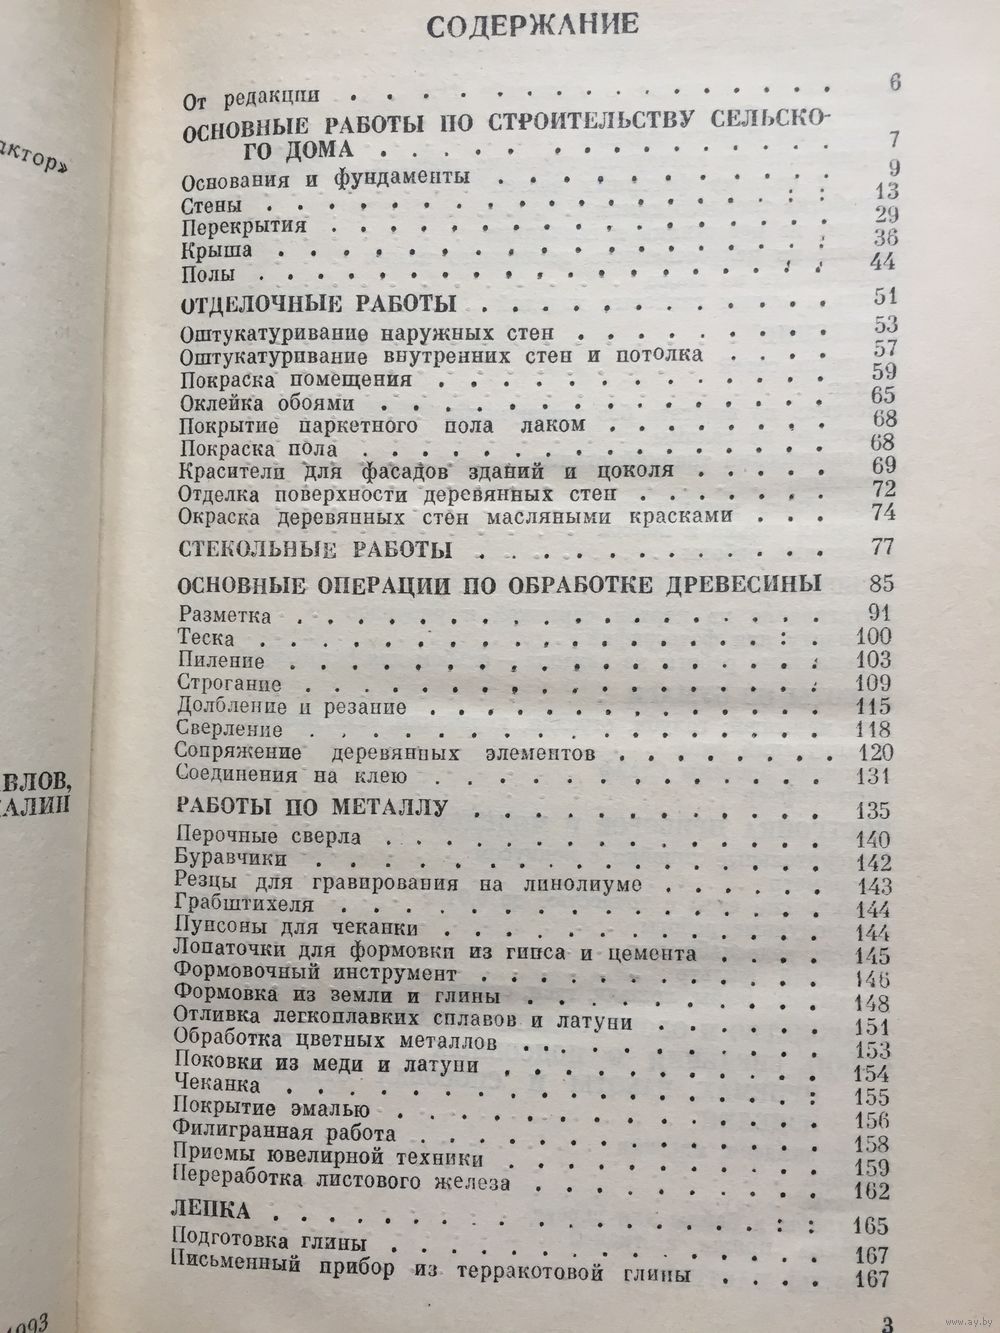 СОДЕРЖАНИЕ
От редакции . . . . . . . . . . . . . . . . 6
ОСНОВНЫЕ РАБОТЫ ПО СТРОИТЕЛЬСТВУ СЕЛЬСКО-
ГО ДОМА . . . . . . . . . . . . . . . 7
Основания и фундаменты . . . . . . . . . . . 9
Стены . . . . . . . . . . . . . . . . . . 13
Перекрытия . . . . . . . . . . . . . . . . 29
Крыша . . . . . . . . . . . . . . . . . . 36
Полы . . . . . . . . . . . . . . . . . . 44
ОТДЕЛОЧНЫЕ РАБОТЫ . . . . . . . . . . . 51
Оштукатуривание наружных стен . . . . . . . . . 53
Оштукатуривание внутренних стен и потолка . . . . 57
Покраска помещения . . . . . . . . . . . . . 59
Оклейка обоями . . . . . . . . . . . . . . . 65
Покрытие паркетного пола лаком . . . . . . . . 68
Покраска пола . . . . . . . . . . . . . . . 68
Красители для фасадов зданий и цоколя . . . . . 69
Отделка поверхности деревянных стен . . . . . . . 72
Окраска деревянных стен масляными красками . . . 74
СТЕКОЛЬНЫЕ РАБОТЫ . . . . . . . . . . . 77
ОСНОВНЫЕ ОПЕРАЦИИ ПО ОБРАБОТКЕ ДРЕВЕСИНЫ 85
Разметка . . . . . . . . . . . . . . . . . 91
Теска . . . . . . . . . . . . . . . . . . 100
Пиление . . . . . . . . . . . . . . . . . 103
Строгание . . . . . . . . . . . . . . . . 109
Долбление и резание . . . . . . . . . . . . . 115
Сверление . . . . . . . . . . . . . . . . 118
Сопряжение деревянных элементов . . . . . . . . 120
Соединения на клею . . . . . . . . . . . . . 131
РАБОТЫ ПО МЕТАЛЛУ . . . . . . . . . . . . 135
Перочные сверла . . . . . . . . . . . . . . 140
Буравчики . . . . . . . . . . . . . . . . 142
Резцы для гравирования на линолиуме . . . . . . 143
Грабштихеля . . . . . . . . . . . . . . . 144
Пунсоны для чеканки . . . . . . . . . . . . 144
Лопаточки для формовки из гипса и цемента . . . . 145
Формовочный инструмент . . . . . . . . . . . 146
Формовка из земли и глины . . . . . . . . . . 148
Отливка легкоплавких сплавов и латуни . . . . . . 151
Обработка цветных металлов . . . . . . . . . . 153
Поковки из меди и латуни . . . . . . . . . . 154
Чеканка . . . . . . . . . . . . . . . . . 155
Покрытие эмалью . . . . . . . . . . . . . . 156
Филигранная работа . . . . . . . . . . . . . 158
Приемы ювелирной техники . . . . . . . . . . 159
Переработка листового железа . . . . . . . . . 162
ЛЕПКА . . . . . . . . . . . . . . . . . . 165
Подготовка глины . . . . . . . . . . . . . . 167
Письменный прибор из терракотовой глины . . . . 167
3
актор»
ВЛОВ,
АЛИН
1993
www.ay.by